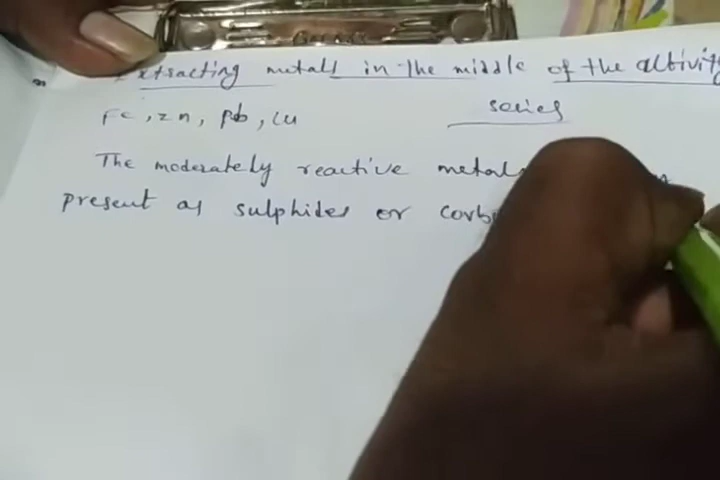 xtracting metals in the middle of the activity
series
Fe, zn, Pb, Cu
The moderately reactive metals
present as sulphides or